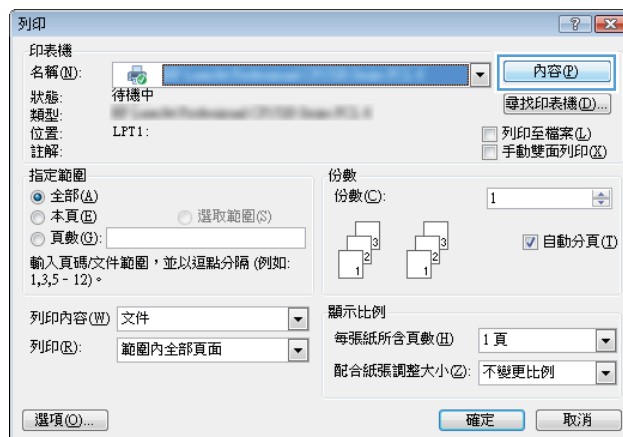 列印
印表機
名稱(N):
內容(P)
狀態: 待機中
尋找印表機(D)...
類型:
位置: LPT1:
列印至檔案(L)
註解:
手動雙面列印(X)
指定範圍
全部(A)
本頁(E) 選取範圍(S)
頁數(G):
輸入頁碼/文件範圍，並以逗點分隔 (例如:
1,3,5 - 12)。
份數
份數(C): 1
3 3
2 2
1 1
自動分頁(T)
列印內容(W) 文件
列印(R): 範圍內全部頁面
顯示比例
每張紙所含頁數(H) 1 頁
配合紙張調整大小(Z): 不變更比例
選項(O)...
確定 取消